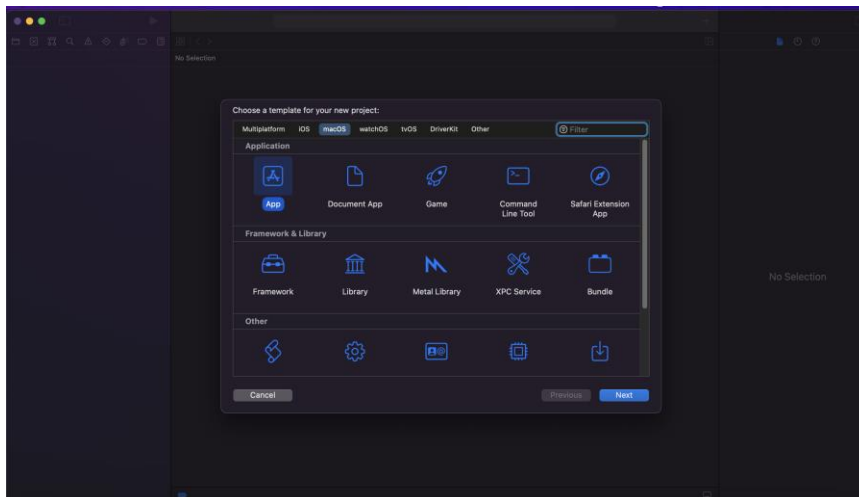 No Selection
Choose a template for your new project:
Multiplatform iOS macOS watchOS tvOS DriverKit Other
Filter
Application
App
Document App
Game
Command
Line Tool
Safari Extension
App
Framework & Library
Framework
Library
Metal Library
XPC Service
Bundle
Other
Cancel
Previous
Next
No Selection